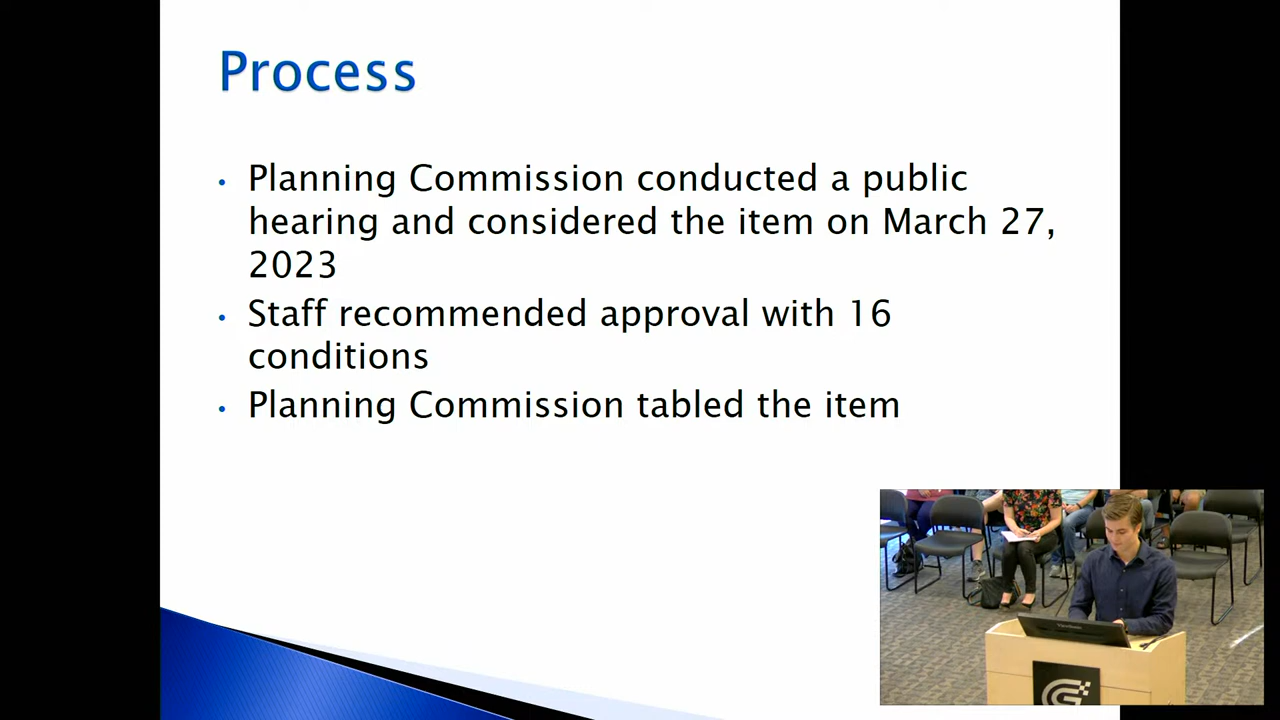 Process
• Planning Commission conducted a public
hearing and considered the item on March 27,
2023
• Staff recommended approval with 16
conditions
• Planning Commission tabled the item